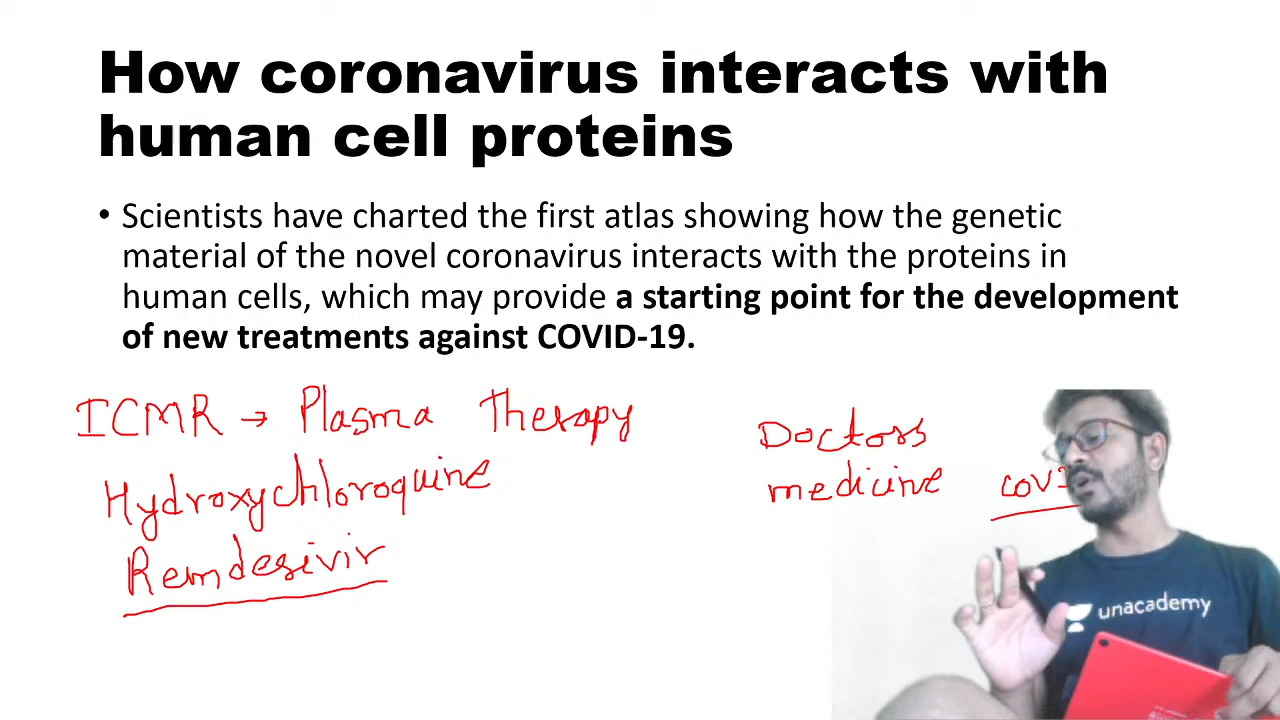 How coronavirus interacts with
human cell proteins
• Scientists have charted the first atlas showing how the genetic
material of the novel coronavirus interacts with the proteins in
human cells, which may provide a starting point for the development
of new treatments against COVID-19.
ICMR → Plasma Therapy
Hydroxychloroquine
Remdesivir
Doctors
medicine COVI
unacademy